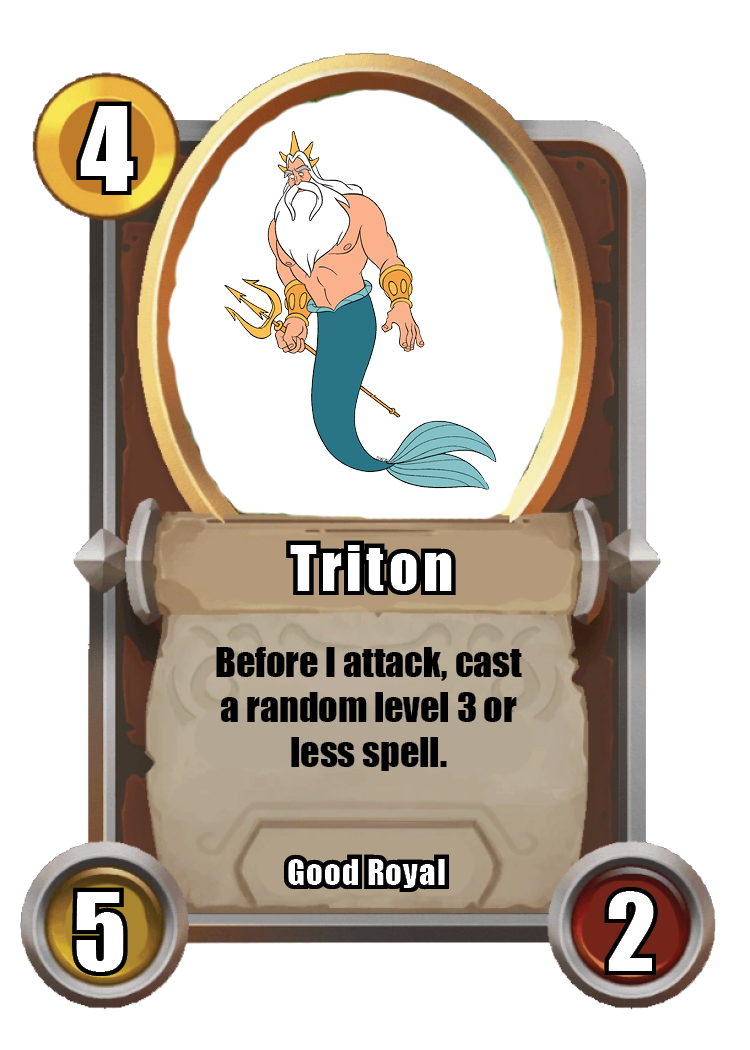 4
Triton
Before I attack, cast
a random level 3 or
less spell.
Good Royal
5
2